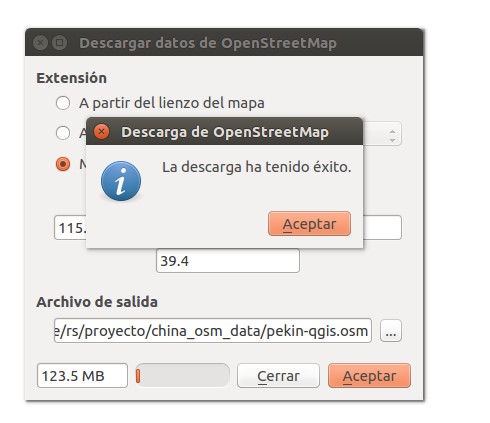 Descargar datos de OpenStreetMap
Extensión
A partir del lienzo del mapa
Descarga de OpenStreetMap
La descarga ha tenido éxito.
Aceptar
115.
39.4
Archivo de salida
e/rs/proyecto/china_osm_data/pekin-qgis.osm
...
123.5 MB
Cerrar
Aceptar